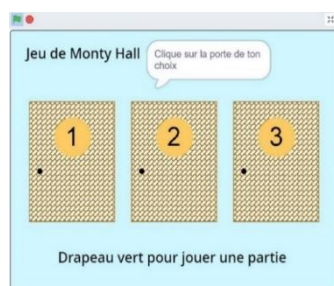 Jeu de Monty Hall
Clique sur la porte de ton
choix
1 2 3
Drapeau vert pour jouer une partie